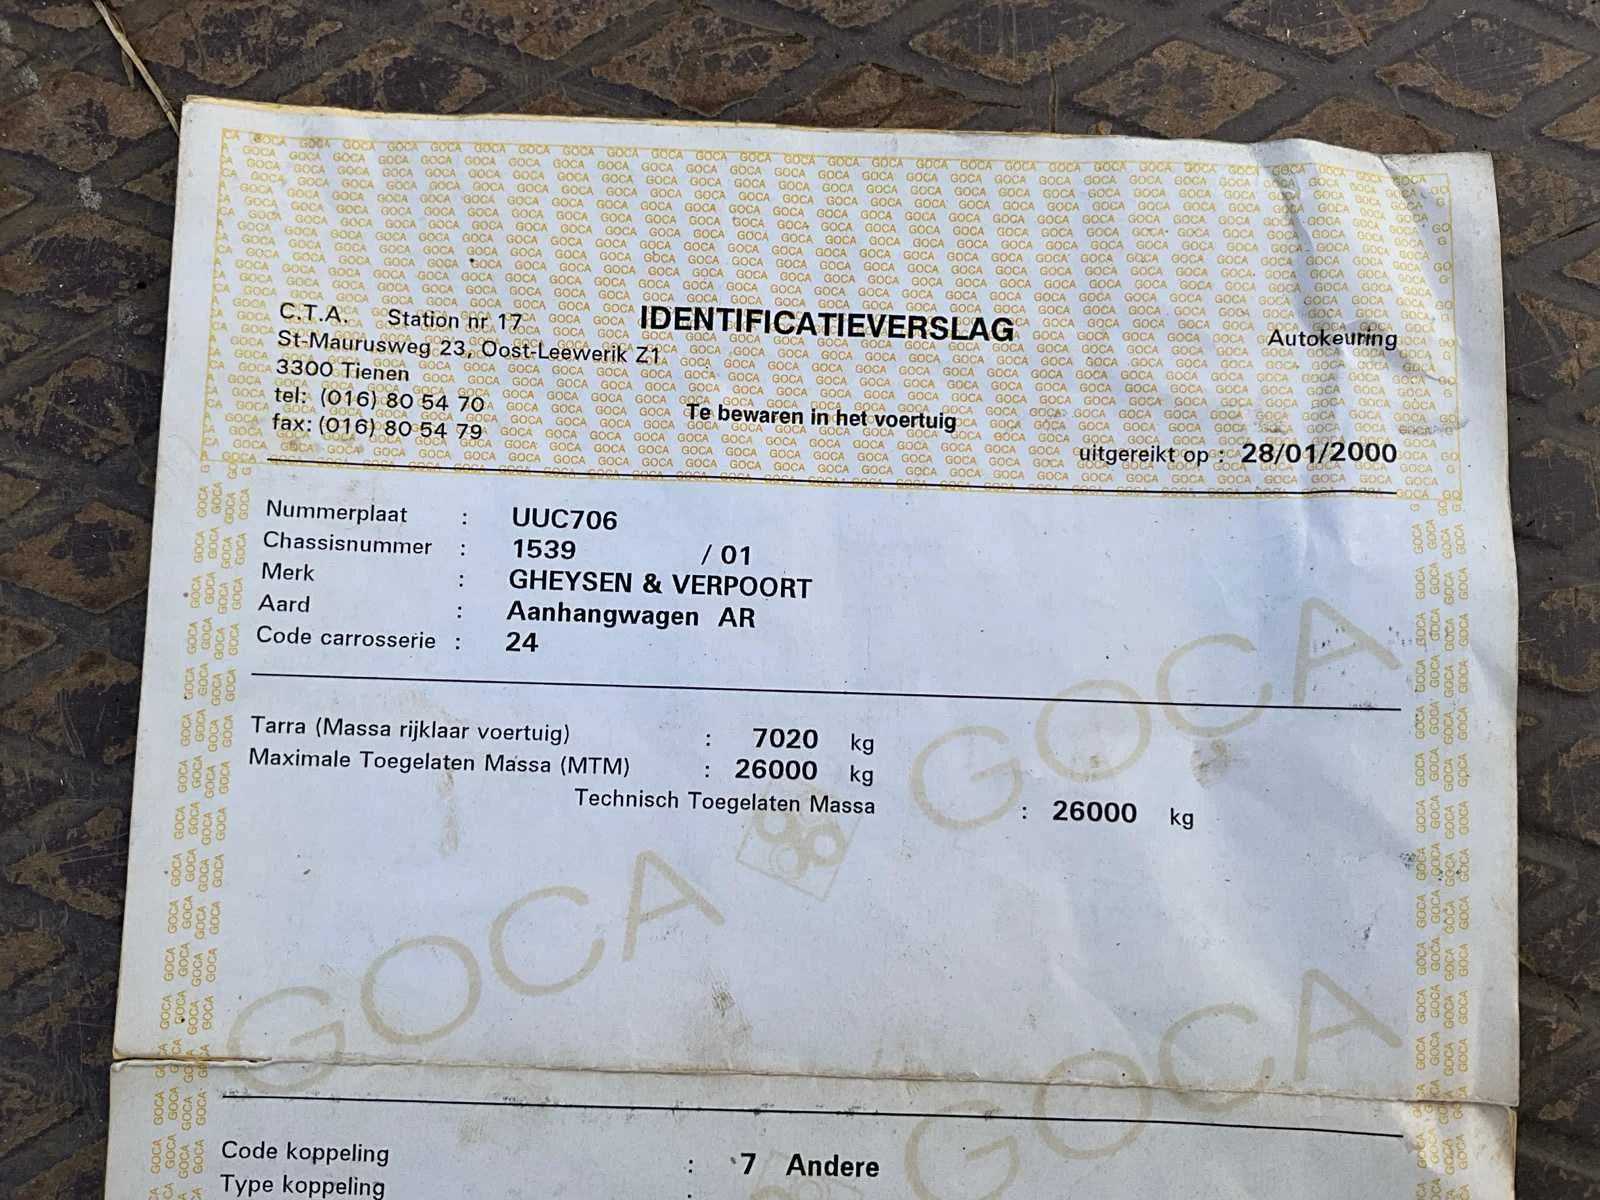 C.T.A. Station nr 17
St-Maurusweg 23, Oost-Leewerik Z1
3300 Tienen
tel: (016) 80 54 70
fax: (016) 80 54 79
IDENTIFICATIEVERSLAG
Te bewaren in het voertuig
Autokeuring
uitgereikt op : 28/01/2000
Nummerplaat : UUC706
Chassisnummer : 1539 / 01
Merk : GHEYSEN & VERPOORT
Aard : Aanhangwagen AR
Code carrosserie : 24
Tarra (Massa rijklaar voertuig) : 7020 kg
Maximale Toegelaten Massa (MTM) : 26000 kg
Technisch Toegelaten Massa : 26000 kg
GOCA
GOCA
GOCA
Code koppeling : 7 Andere
Type koppeling :